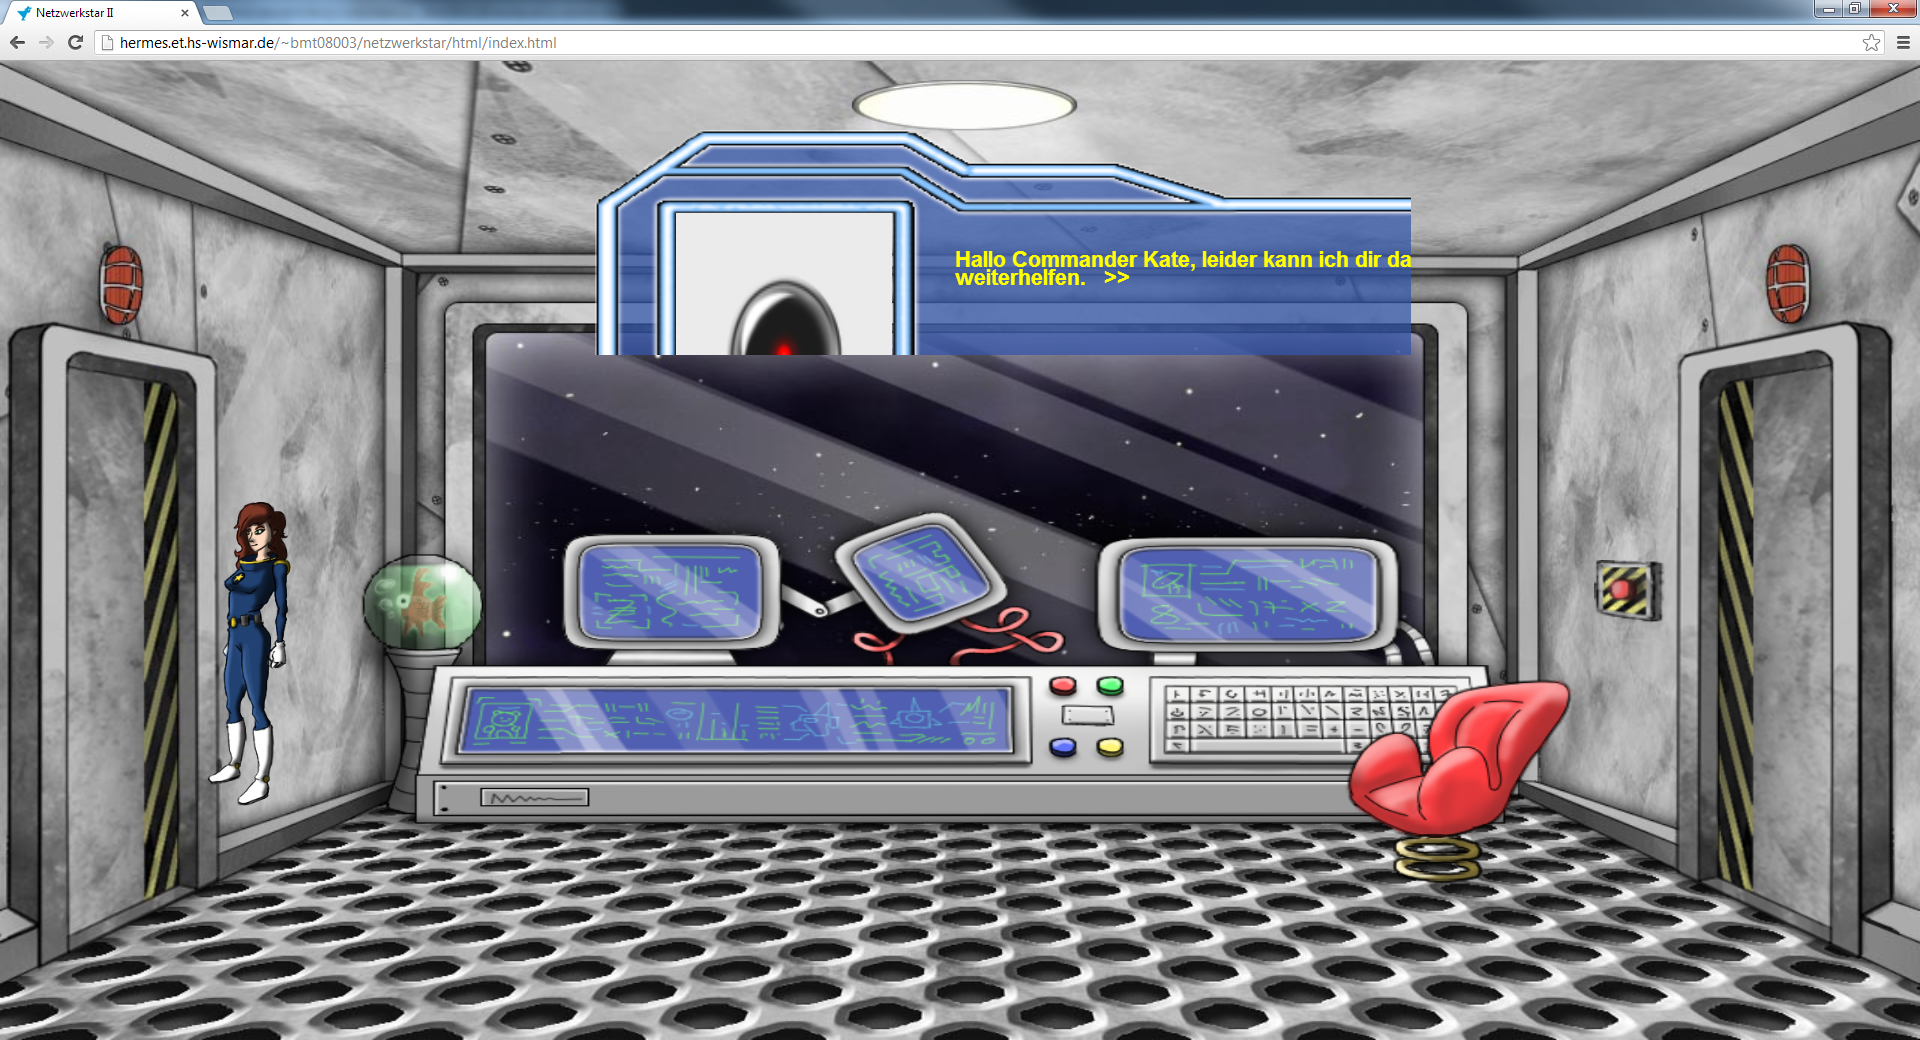 Netzwerkstar II
hermes.et.hs-wismar.de/~bmt08003/netzwerkstar/html/index.html
Hallo Commander Kate, leider kann ich dir da
weiterhelfen. >>